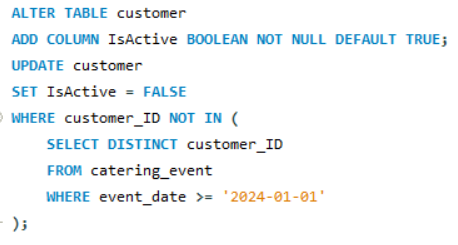 ALTER TABLE customer
ADD COLUMN IsActive BOOLEAN NOT NULL DEFAULT TRUE;
UPDATE customer
SET IsActive = FALSE
WHERE customer_ID NOT IN (
    SELECT DISTINCT customer_ID
    FROM catering_event
    WHERE event_date >= '2024-01-01'
);